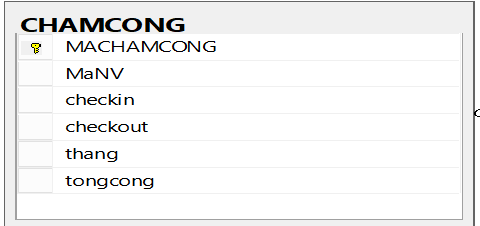 CHAMCONG
MACHAMCONG
MaNV
checkin
checkout
thang
tongcong